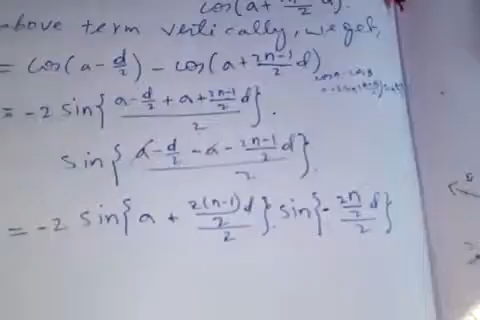 cos(a+
above term vertically, we get,
= cos(a - d/2) - cos(a + 2n-1/2 d)
= -2 sin{ a - d/2 + a + 2n-1/2 d / 2 } .
sin{ a - d/2 - a - 2n-1/2 d / 2 }
= -2 sin{ a + 2(n-1)d/2 / 2 } . sin{ - 2n/2 d / 2 }